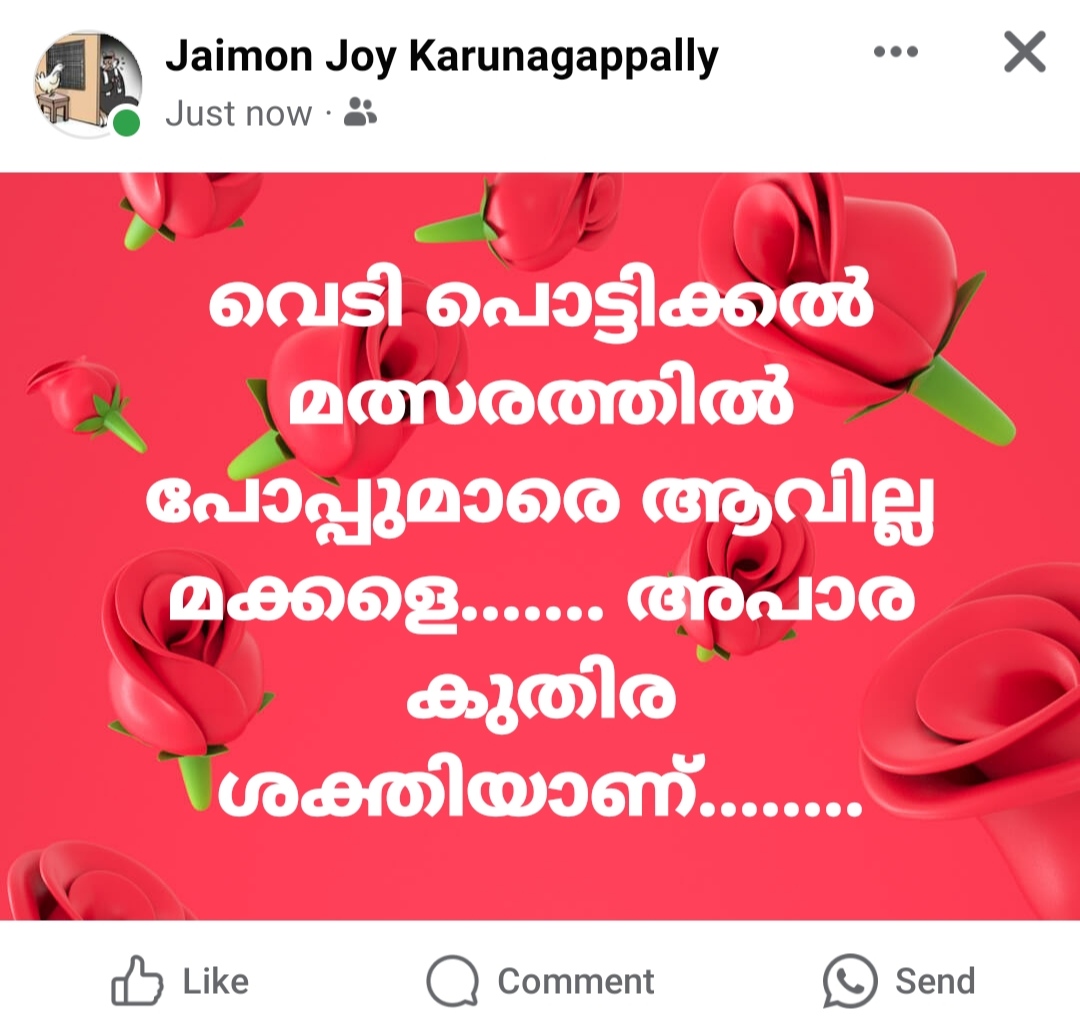 Jaimon Joy Karunagappally
Just now ·
വെടി പൊട്ടിക്കൽ
മത്സരത്തിൽ
പോപ്പുമാരെ ആവില്ല
മക്കളെ....... അപാര
കുതിര
ശക്തിയാണ്........
Like Comment Send